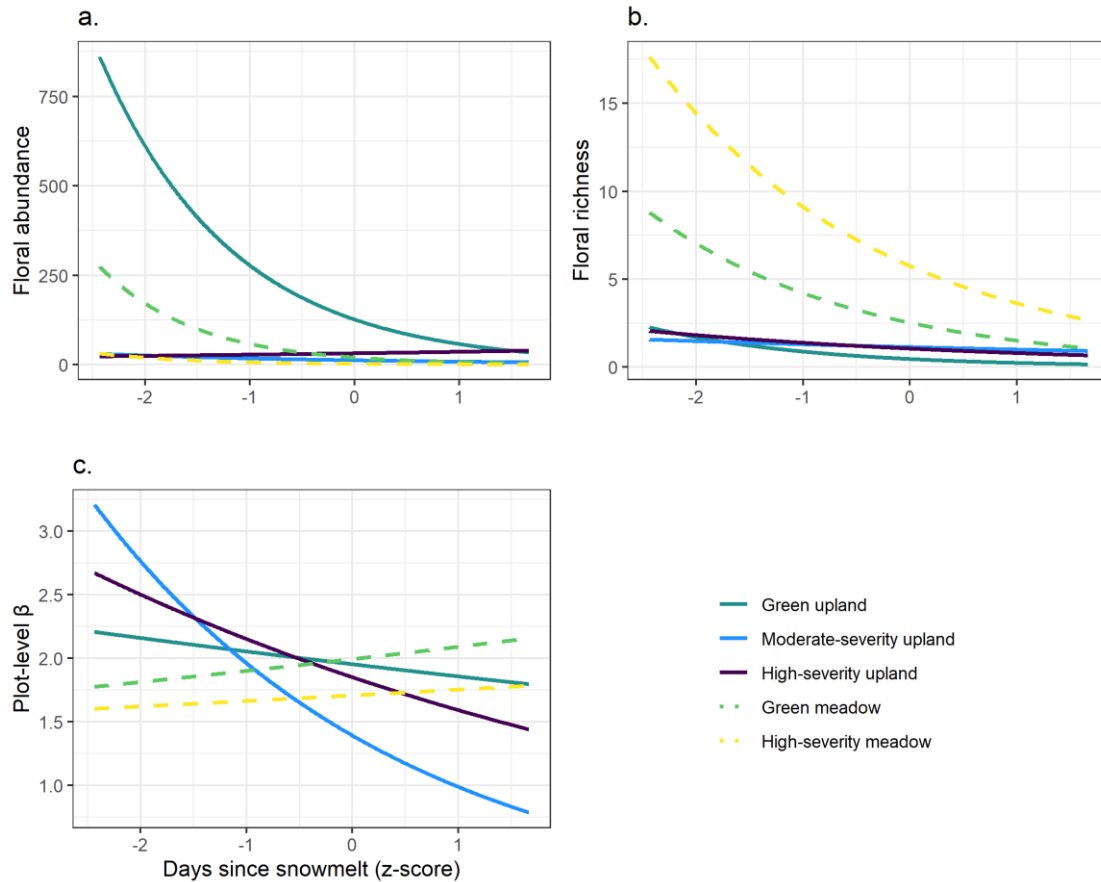 a.
Floral abundance
750
500
250
0
-2 -1 0 1
b.
Floral richness
15
10
5
0
-2 -1 0 1
c.
Plot-level β
3.0
2.5
2.0
1.5
1.0
-2 -1 0 1
Days since snowmelt (z-score)
Green upland
Moderate-severity upland
High-severity upland
Green meadow
High-severity meadow